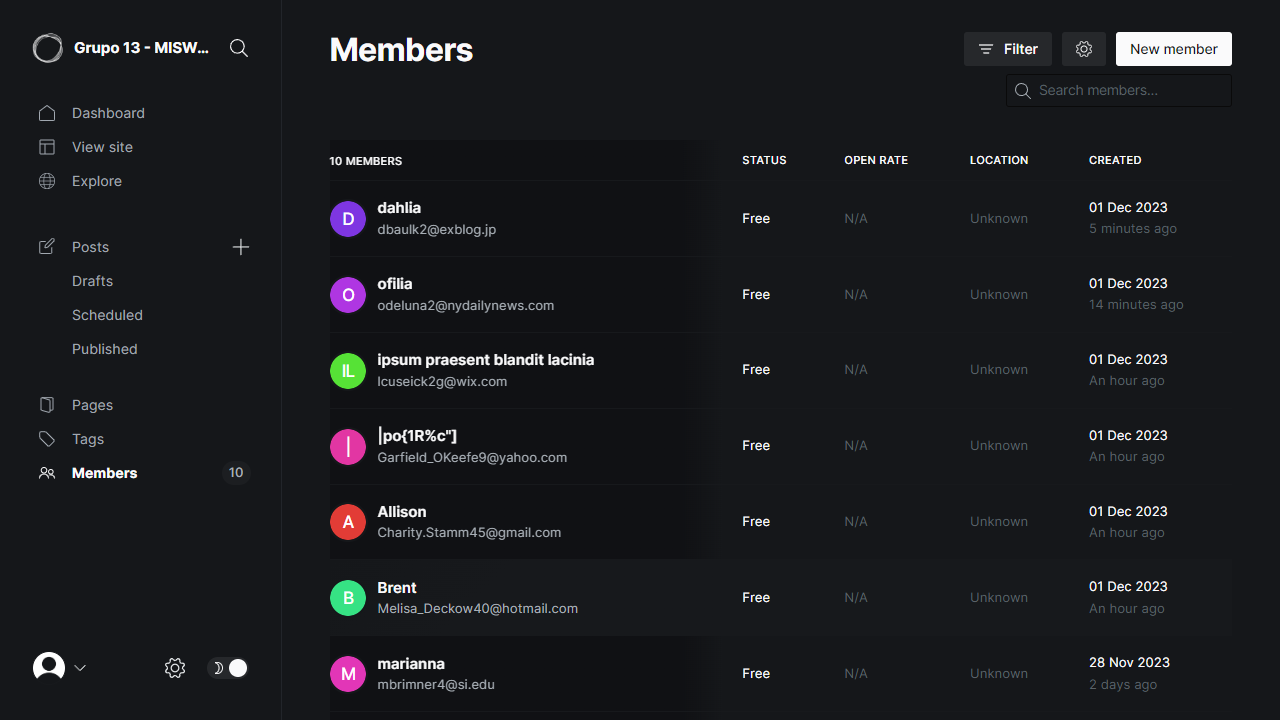 Grupo 13 - MISW...
Dashboard
View site
Explore
Posts
Drafts
Scheduled
Published
Pages
Tags
Members 10
Members
Filter
New member
Search members...
10 MEMBERS STATUS OPEN RATE LOCATION CREATED
D dahlia
dbaulk2@exblog.jp
Free N/A Unknown
01 Dec 2023
5 minutes ago
O ofilia
odeluna2@nydailynews.com
Free N/A Unknown
01 Dec 2023
14 minutes ago
IL ipsum praesent blandit lacinia
lcuseick2g@wix.com
Free N/A Unknown
01 Dec 2023
An hour ago
| |po{1R%c"]
Garfield_OKeefe9@yahoo.com
Free N/A Unknown
01 Dec 2023
An hour ago
A Allison
Charity.Stamm45@gmail.com
Free N/A Unknown
01 Dec 2023
An hour ago
B Brent
Melisa_Deckow40@hotmail.com
Free N/A Unknown
01 Dec 2023
An hour ago
M marianna
mbrimner4@si.edu
Free N/A Unknown
28 Nov 2023
2 days ago